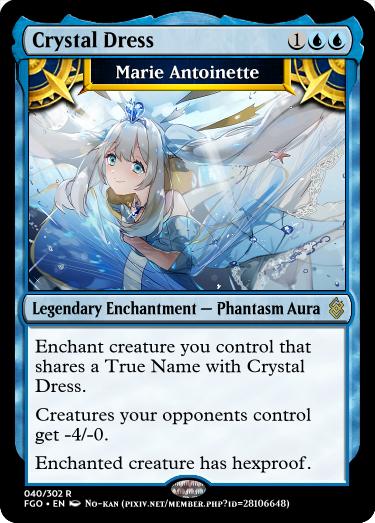 Crystal Dress 1
Marie Antoinette
Legendary Enchantment — Phantasm Aura
Enchant creature you control that
shares a True Name with Crystal
Dress.
Creatures your opponents control
get -4/-0.
Enchanted creature has hexproof.
040/302 R
FGO • EN No-kan (pixiv.net/member.php?id=28106648)